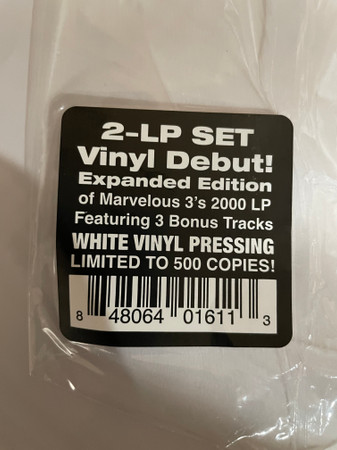 2-LP SET
Vinyl Debut!
Expanded Edition
of Marvelous 3's 2000 LP
Featuring 3 Bonus Tracks
WHITE VINYL PRESSING
LIMITED TO 500 COPIES!
8 48064 01611 3